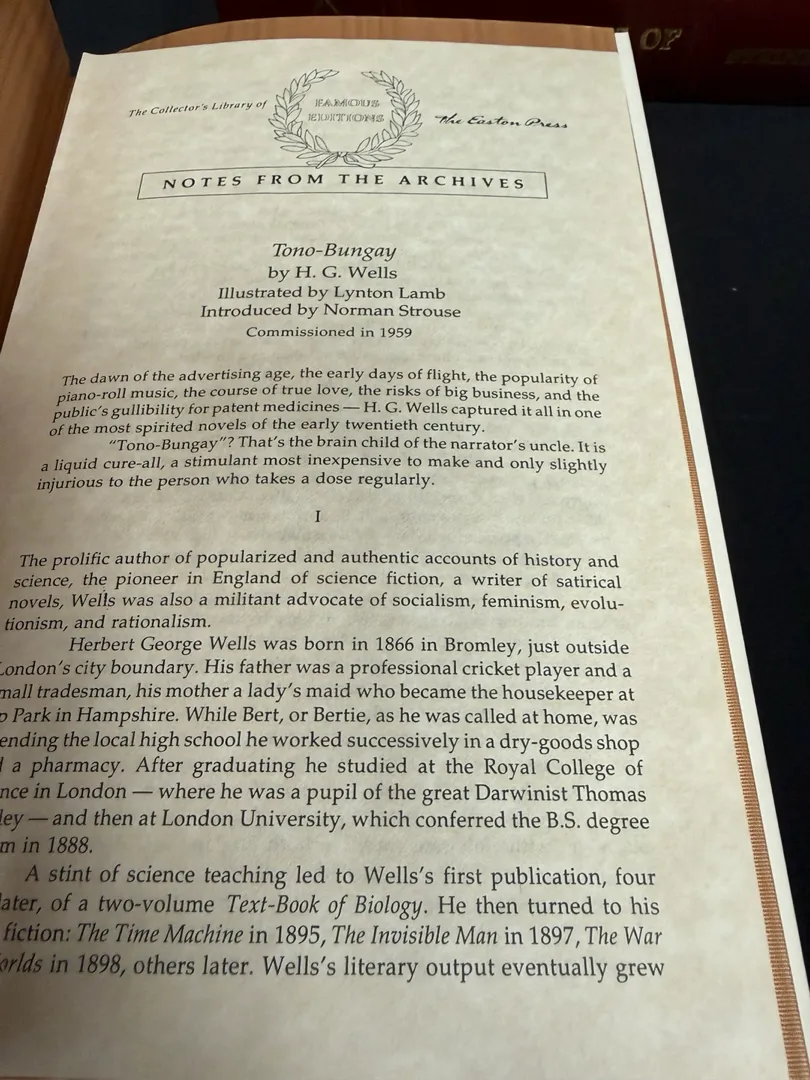 OF
The Collector's Library of
FAMOUS
EDITIONS
The Easton Press
NOTES FROM THE ARCHIVES
Tono-Bungay
by H. G. Wells
Illustrated by Lynton Lamb
Introduced by Norman Strouse
Commissioned in 1959
The dawn of the advertising age, the early days of flight, the popularity of
piano-roll music, the course of true love, the risks of big business, and the
public's gullibility for patent medicines — H. G. Wells captured it all in one
of the most spirited novels of the early twentieth century.
"Tono-Bungay"? That's the brain child of the narrator's uncle. It is
a liquid cure-all, a stimulant most inexpensive to make and only slightly
injurious to the person who takes a dose regularly.
I
The prolific author of popularized and authentic accounts of history and
science, the pioneer in England of science fiction, a writer of satirical
novels, Wells was also a militant advocate of socialism, feminism, evolu-
tionism, and rationalism.
Herbert George Wells was born in 1866 in Bromley, just outside
London's city boundary. His father was a professional cricket player and a
mall tradesman, his mother a lady's maid who became the housekeeper at
p Park in Hampshire. While Bert, or Bertie, as he was called at home, was
ending the local high school he worked successively in a dry-goods shop
d a pharmacy. After graduating he studied at the Royal College of
nce in London — where he was a pupil of the great Darwinist Thomas
ley — and then at London University, which conferred the B.S. degree
m in 1888.
A stint of science teaching led to Wells's first publication, four
later, of a two-volume Text-Book of Biology. He then turned to his
fiction: The Time Machine in 1895, The Invisible Man in 1897, The War
orlds in 1898, others later. Wells's literary output eventually grew